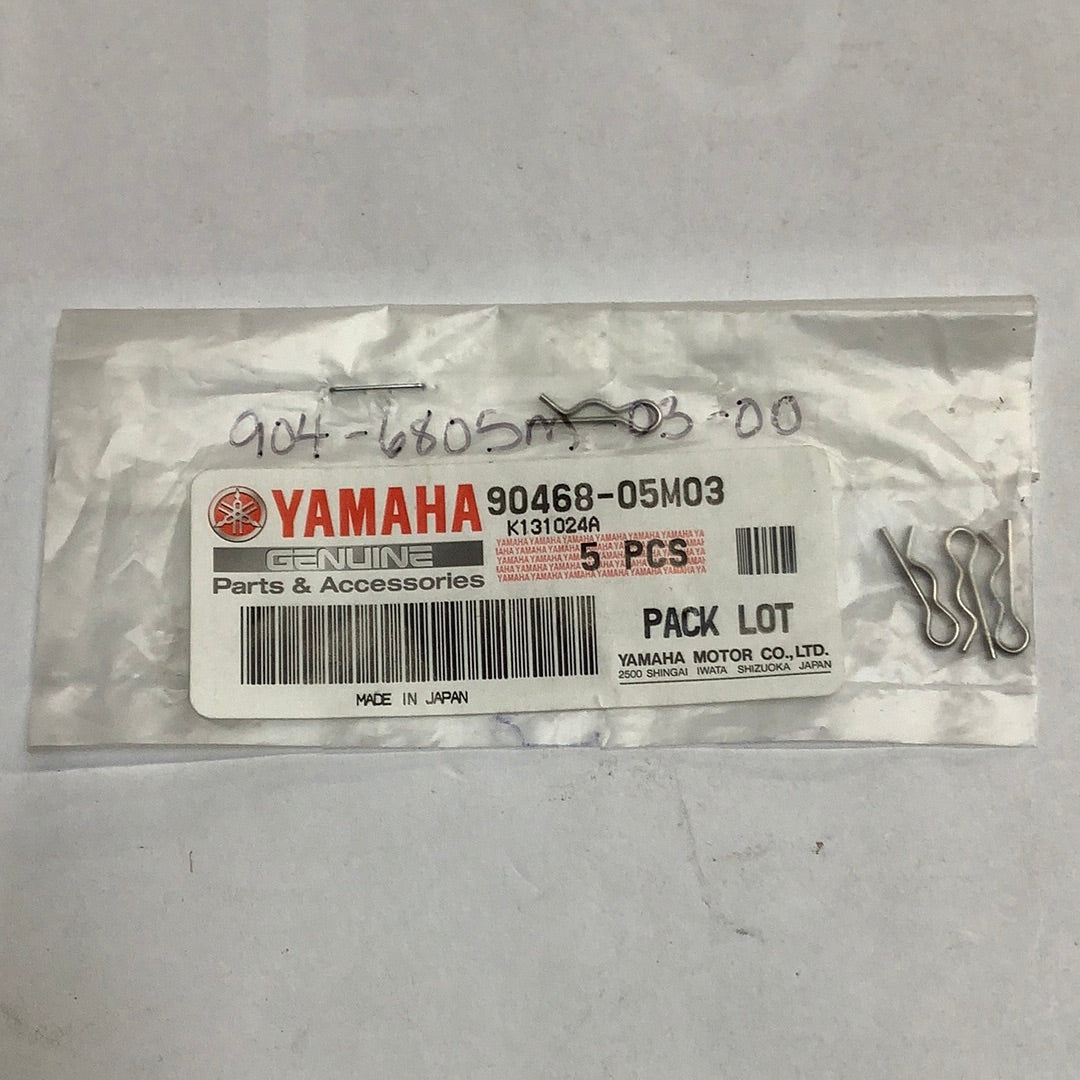 904-6805M-03-00
YAMAHA 90468-05M03
K131024A
GENUINE
5 PCS
Parts & Accessories
PACK LOT
YAMAHA MOTOR CO.,LTD.
2500 SHINGAI IWATA SHIZUOKA JAPAN
MADE IN JAPAN